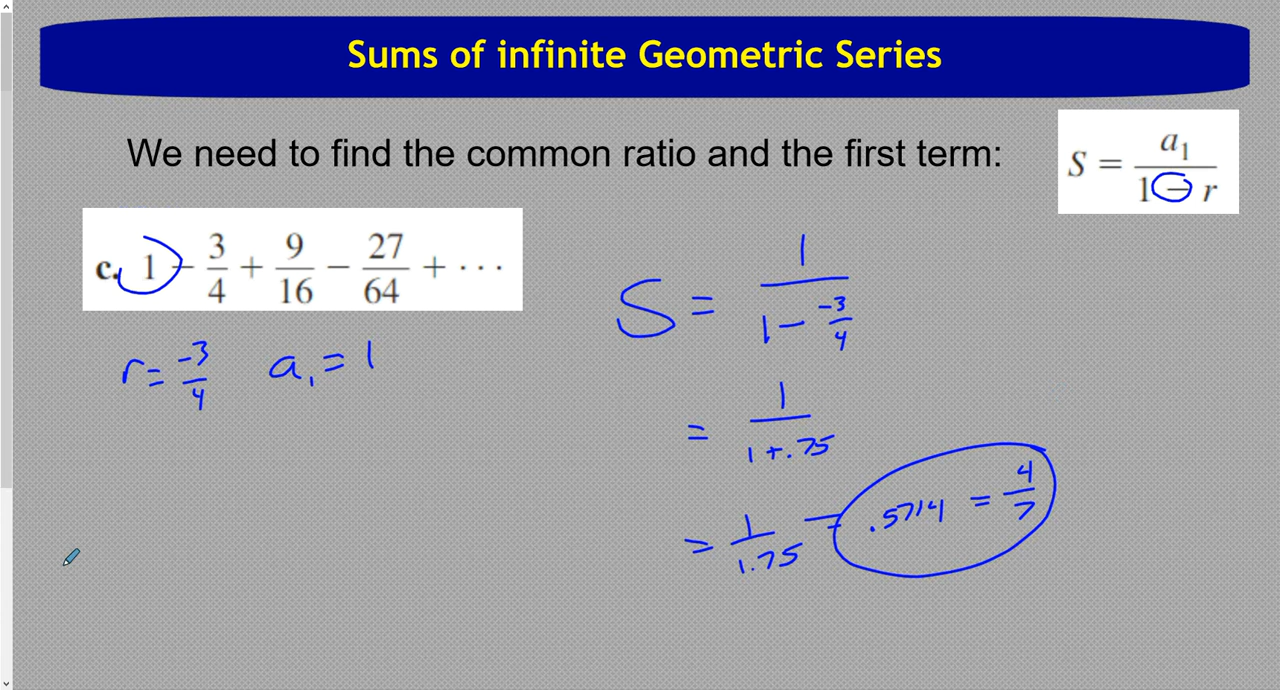 Sums of infinite Geometric Series
We need to find the common ratio and the first term:
S = a₁ / (1 − r)
c. 1 − 3/4 + 9/16 − 27/64 + ···
r = -3/4 a₁ = 1
S = 1 / (1 − -3/4)
= 1 / (1 + .75)
= 1 / 1.75 = .5714 = 4/7